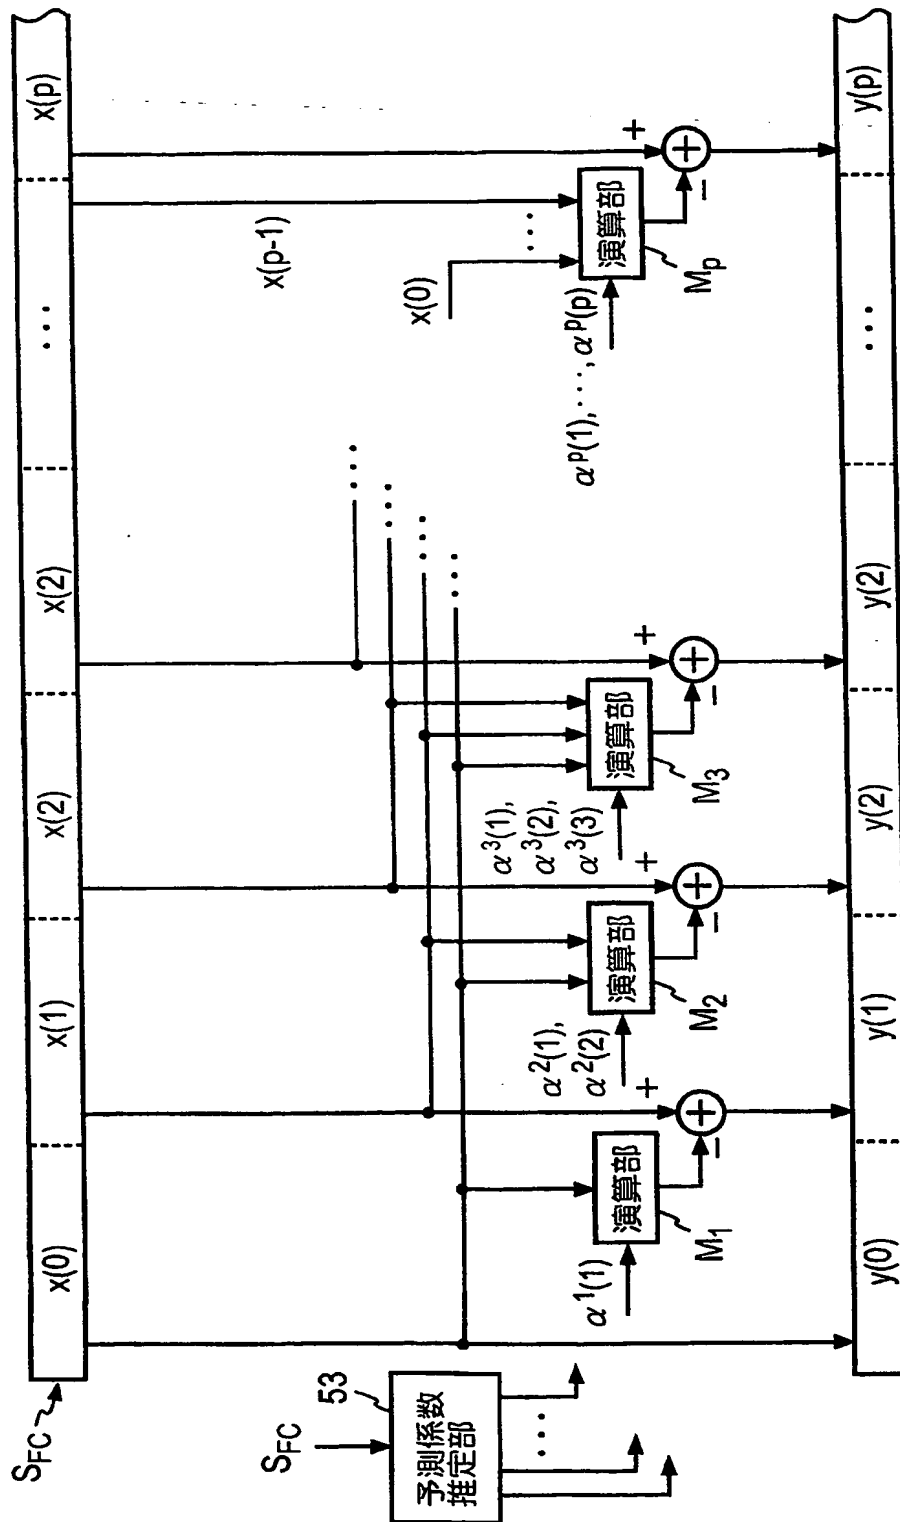 S_FC
x(0)
x(1)
x(2)
x(2)
...
x(p)
S_FC
53
予測係数
推定部
...
...
...
...
...
x(p-1)
x(0)
...
α^1(1)
演算部
M_1
+
−
+
α^2(1),
α^2(2)
演算部
M_2
+
−
+
α^3(1),
α^3(2),
α^3(3)
演算部
M_3
+
−
+
α^p(1), ..., α^p(p)
演算部
M_p
+
−
+
y(0)
y(1)
y(2)
y(2)
...
y(p)